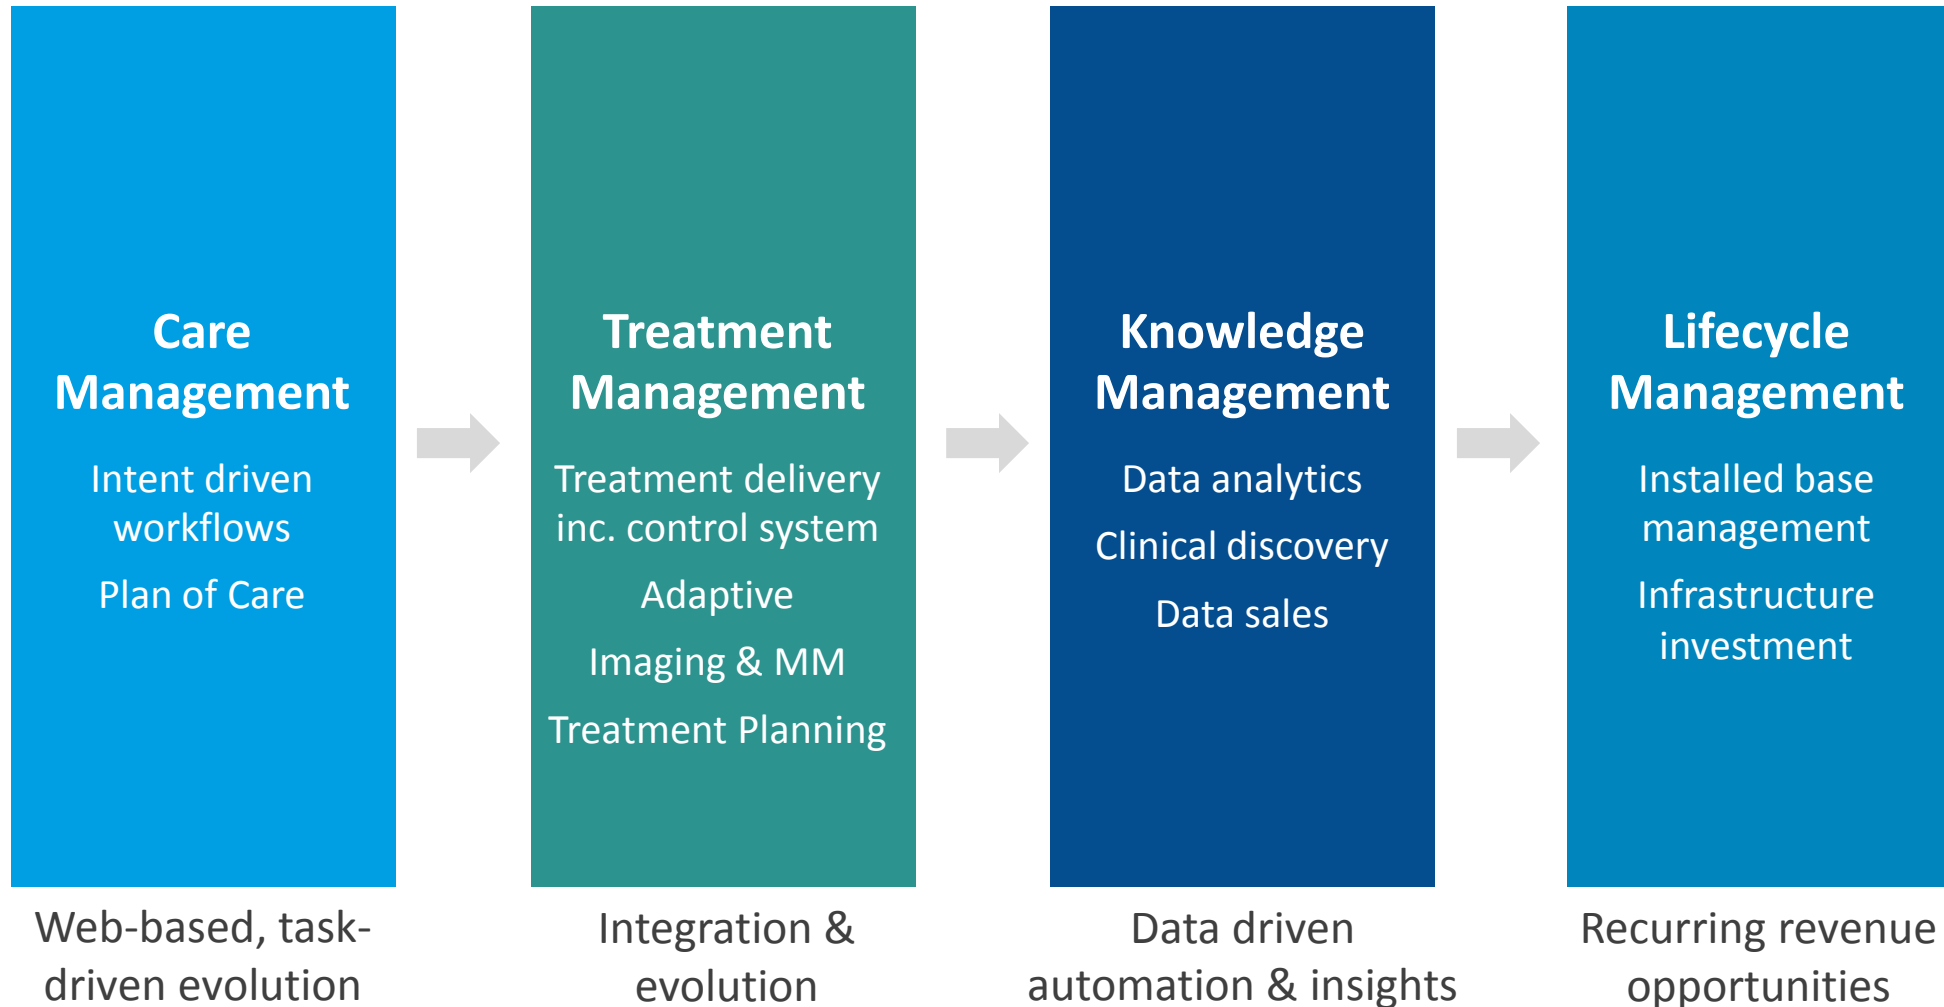 Care
Management
Intent driven
workflows
Plan of Care
Web-based, task-
driven evolution
Treatment
Management
Treatment delivery
inc. control system
Adaptive
Imaging & MM
Treatment Planning
Integration &
evolution
Knowledge
Management
Data analytics
Clinical discovery
Data sales
Data driven
automation & insights
Lifecycle
Management
Installed base
management
Infrastructure
investment
Recurring revenue
opportunities